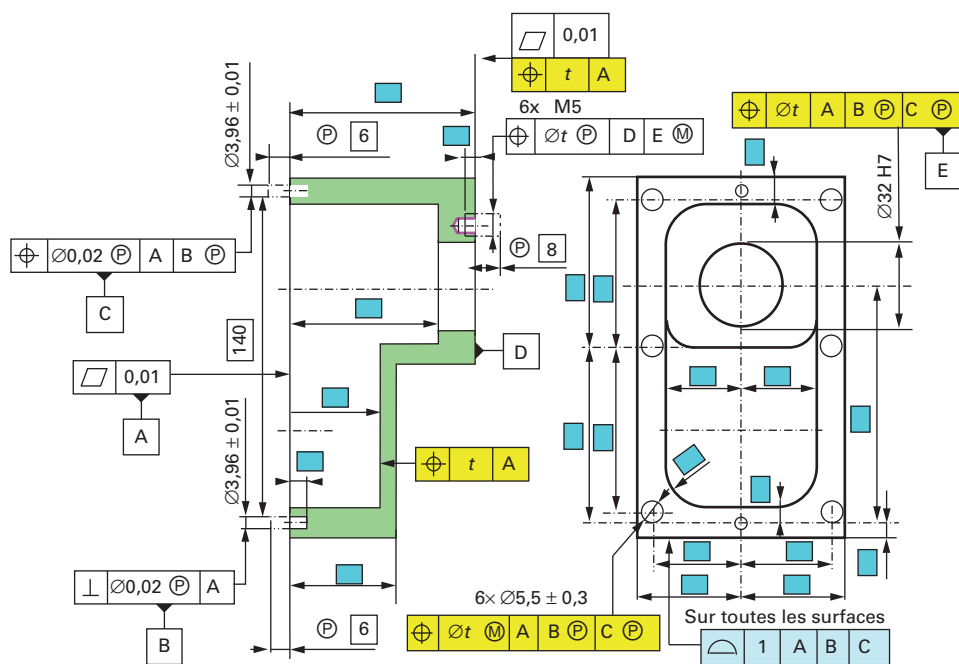 ⏥ 0,01
⌖ t A
6x M5
⌖ Øt Ⓟ D E Ⓜ
⌖ Øt A B Ⓟ C Ⓟ
E
Ø32 H7
Ø3,96 ± 0,01
Ⓟ 6
⌖ Ø0,02 Ⓟ A B Ⓟ
C
Ⓟ 8
140
D
⏥ 0,01
A
Ø3,96 ± 0,01
⌖ t A
⊥ Ø0,02 Ⓟ A
B
Ⓟ 6
6× Ø5,5 ± 0,3
⌖ Øt Ⓜ A B Ⓟ C Ⓟ
Sur toutes les surfaces
⌓ 1 A B C